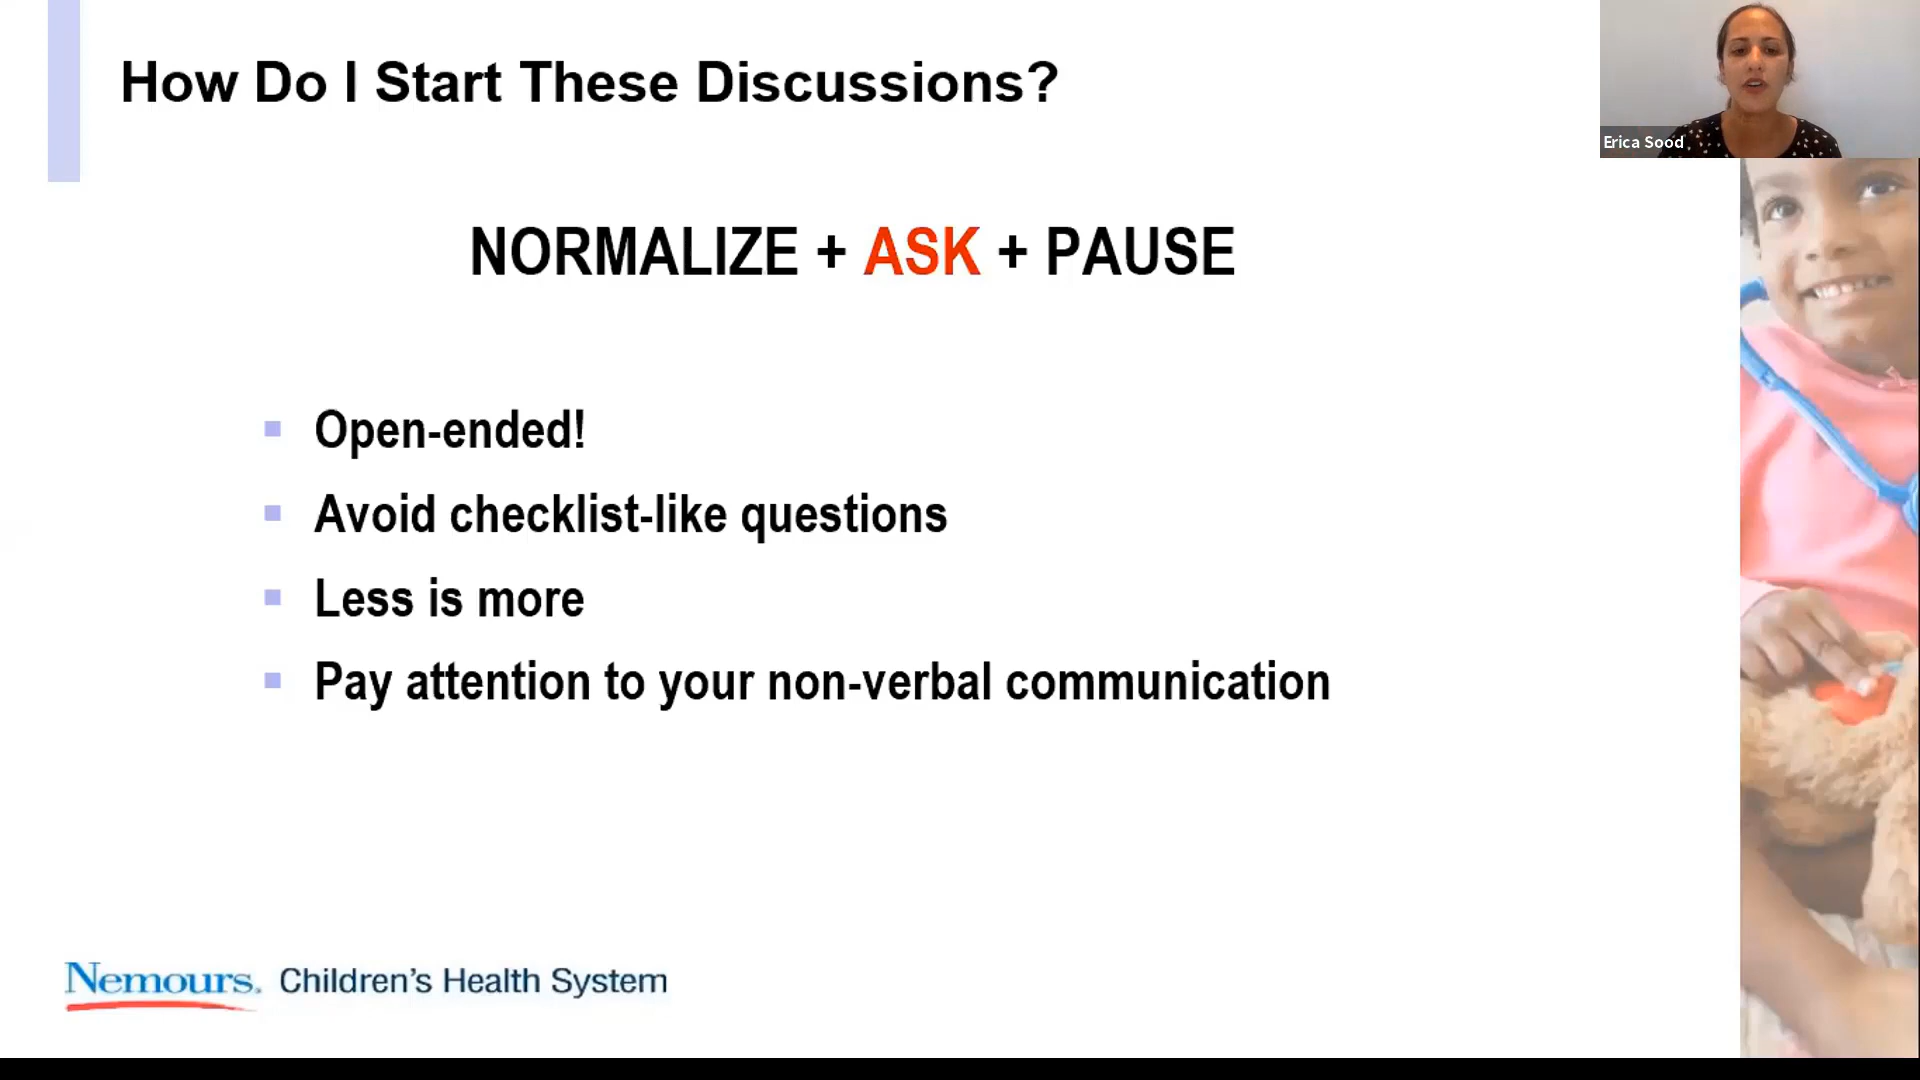 How Do I Start These Discussions?
Erica Sood
NORMALIZE + ASK + PAUSE
Open-ended!
Avoid checklist-like questions
Less is more
Pay attention to your non-verbal communication
Nemours. Children's Health System